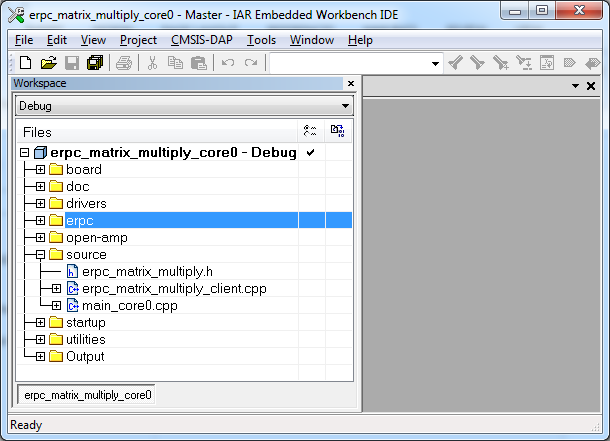 erpc_matrix_multiply_core0 - Master - IAR Embedded Workbench IDE
File Edit View Project CMSIS-DAP Tools Window Help
Workspace
Debug
Files
erpc_matrix_multiply_core0 - Debug
board
doc
drivers
erpc
open-amp
source
erpc_matrix_multiply.h
erpc_matrix_multiply_client.cpp
main_core0.cpp
startup
utilities
Output
erpc_matrix_multiply_core0
Ready